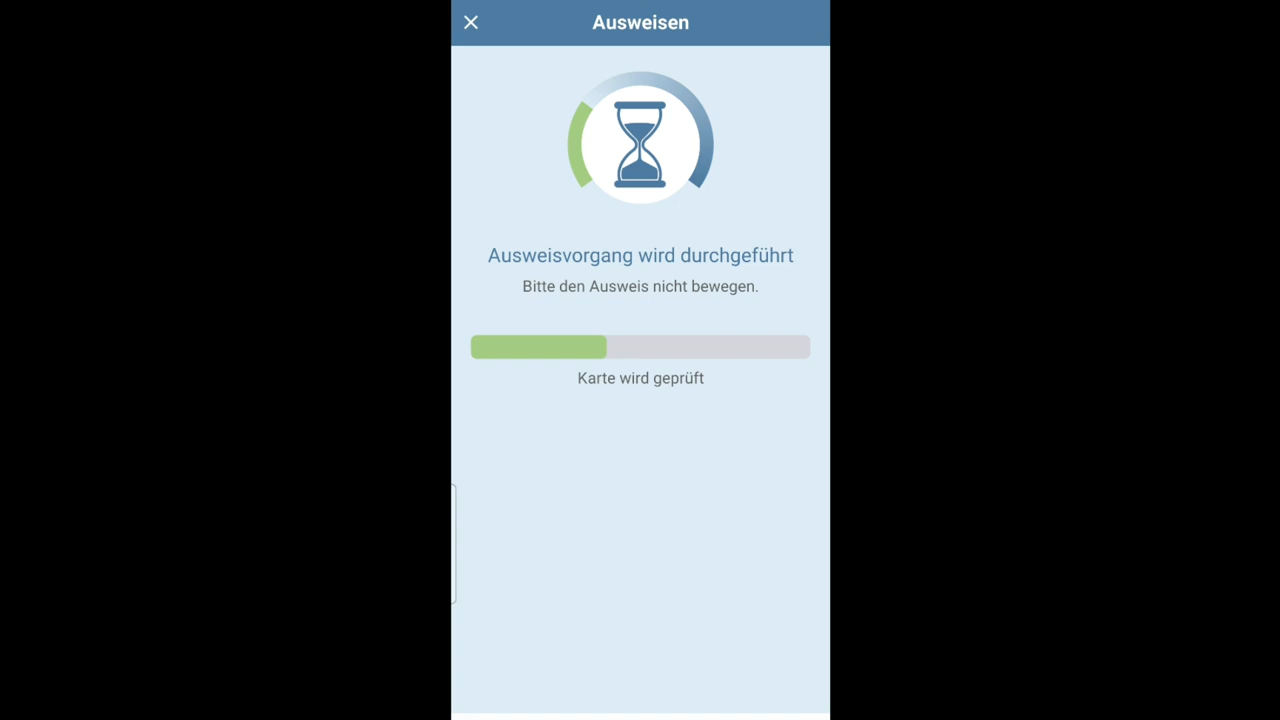 Ausweisen
Ausweisvorgang wird durchgeführt
Bitte den Ausweis nicht bewegen.
Karte wird geprüft